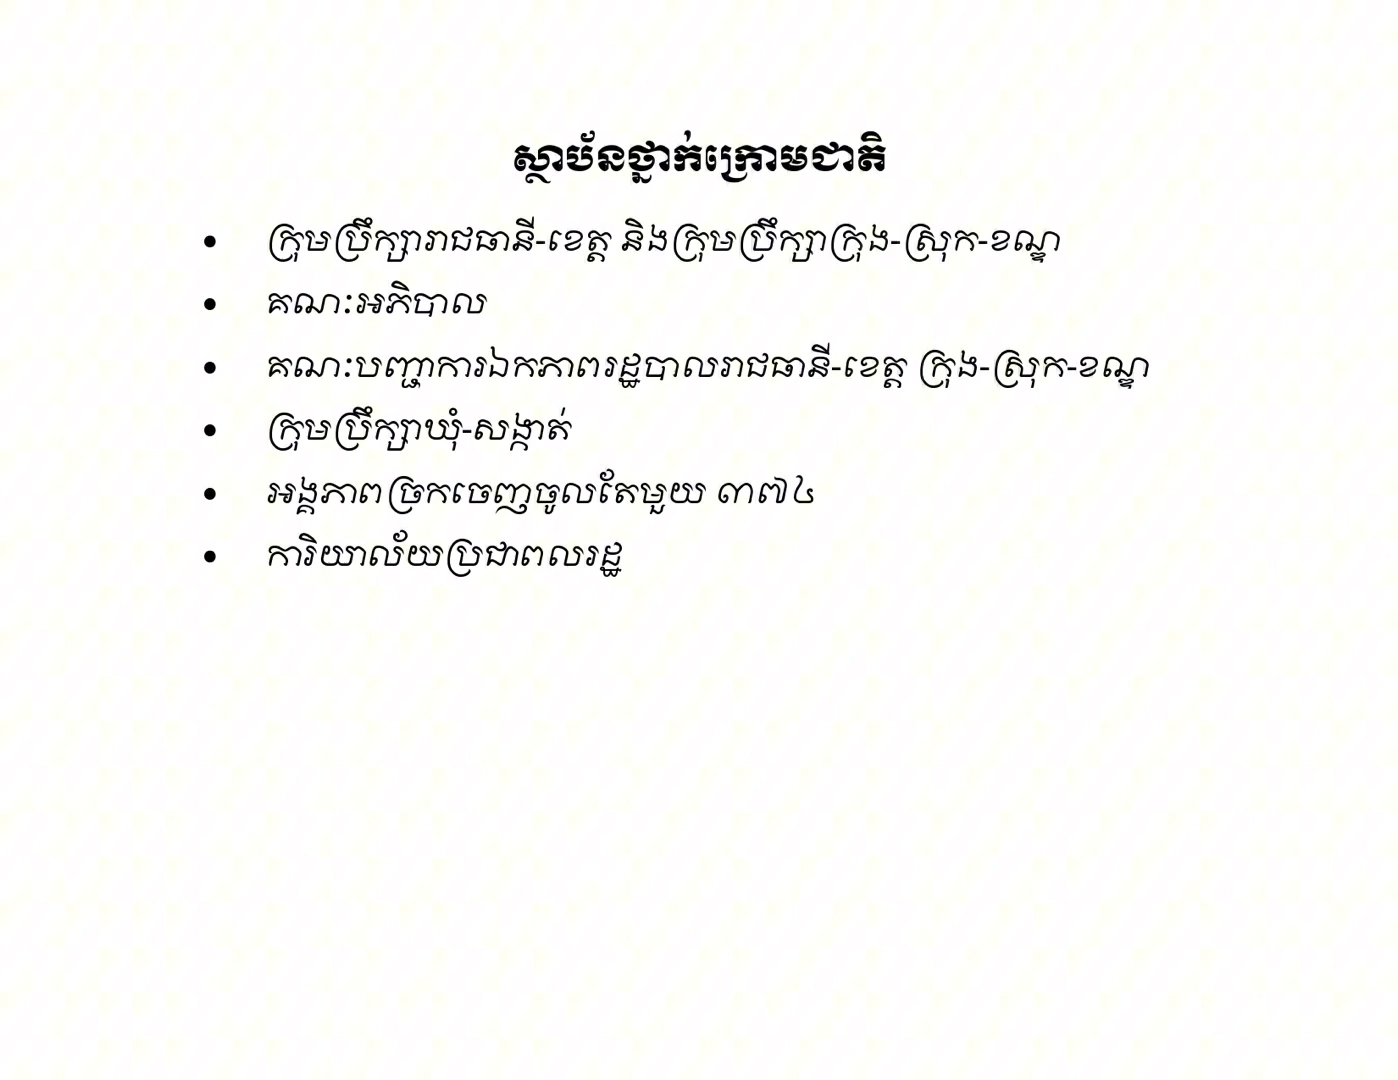 ស្ថាប័នថ្នាក់ក្រោមជាតិ
• ក្រុមប្រឹក្សារាជធានី-ខេត្ត និងក្រុមប្រឹក្សាក្រុង-ស្រុក-ខណ្ឌ
• គណៈអភិបាល
• គណៈបញ្ជាការឯកភាពរដ្ឋបាលរាជធានី-ខេត្ត ក្រុង-ស្រុក-ខណ្ឌ
• ក្រុមប្រឹក្សាឃុំ-សង្កាត់
• អង្គភាពច្រកចេញចូលតែមួយ ៣៧៤
• ការិយាល័យប្រជាពលរដ្ឋ